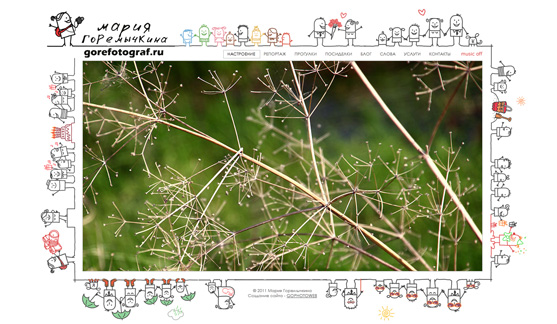 мария
горемычкина
gorefotograf.ru
НАСТРОЕНИЕ РЕПОРТАЖ ПРОГУЛКИ ПОСИДЕЛКИ БЛОГ СЛОВА УСЛУГИ КОНТАКТЫ Music off
© 2011 Мария Горемычкина
Создание сайта - GOPHOTOWEB